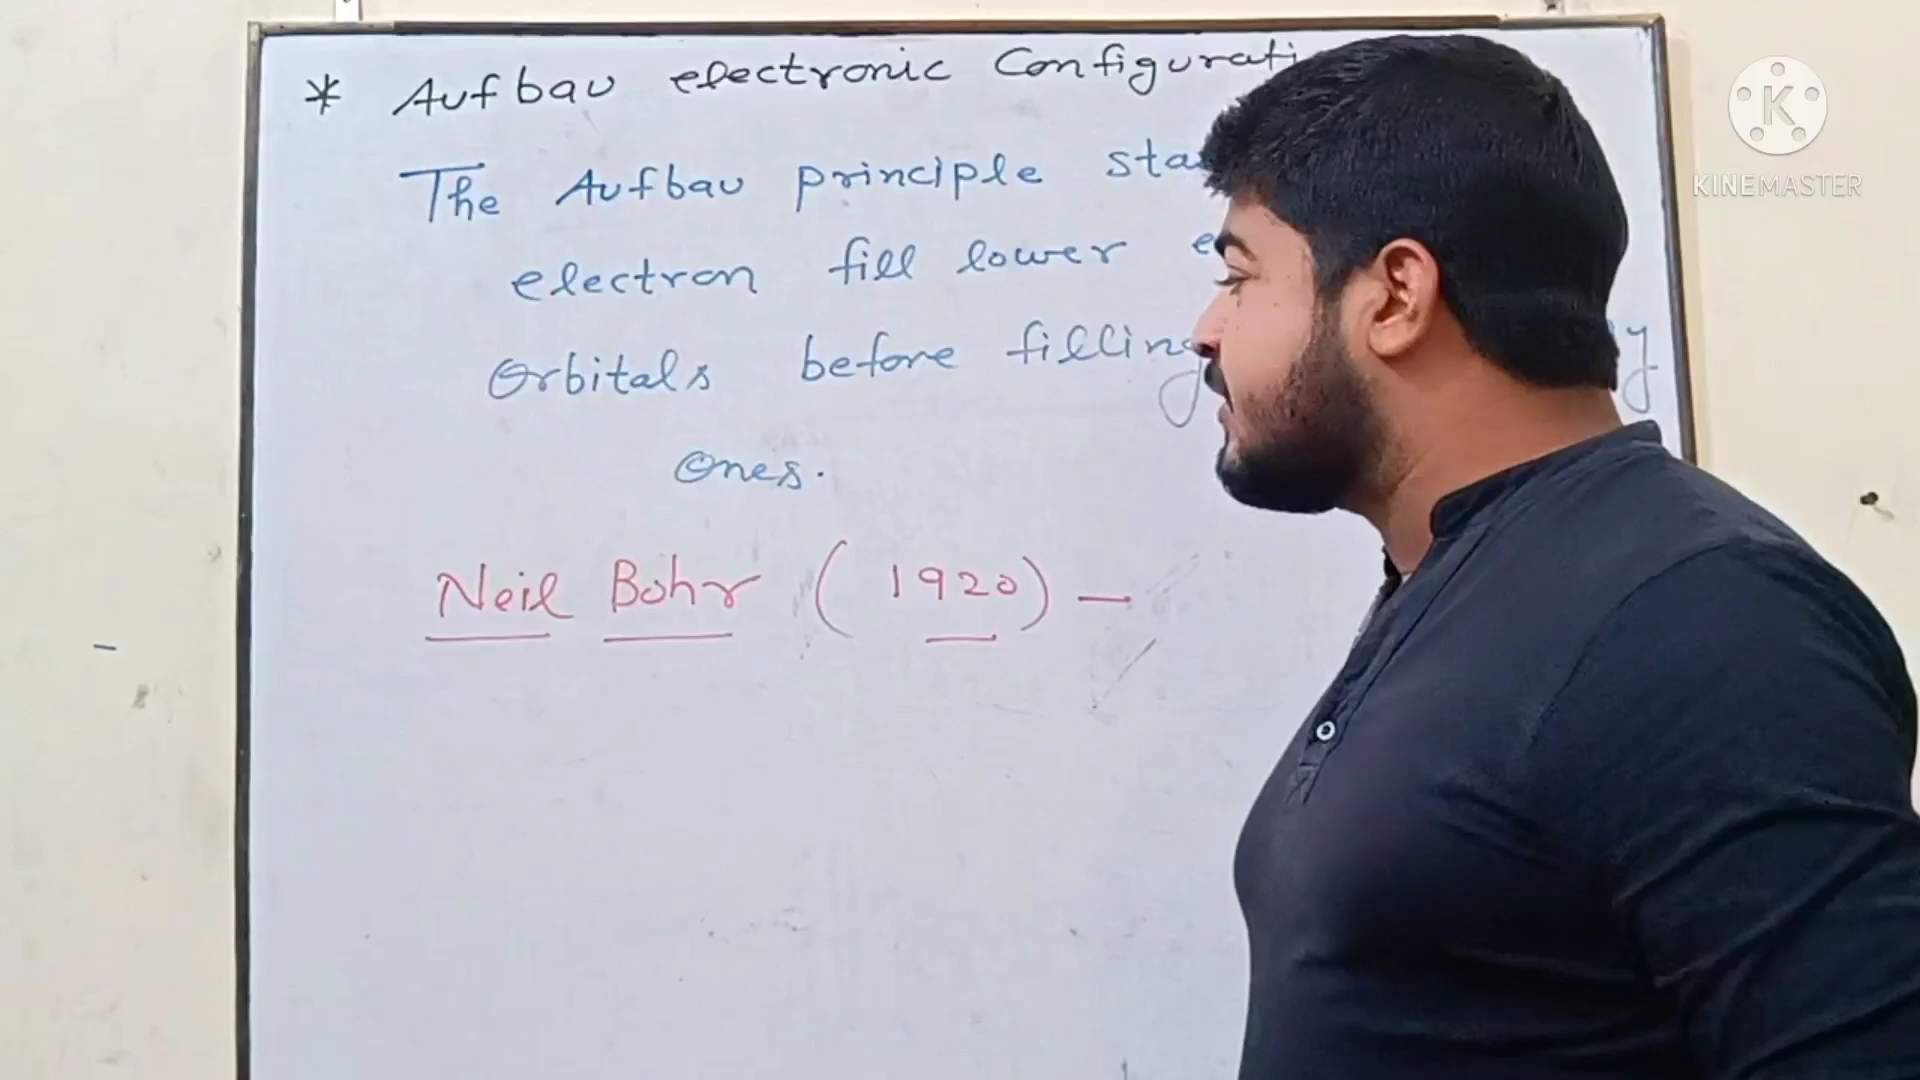 * Aufbau electronic Configurati
The Aufbau principle sta
electron fill lower e
Orbitals before filling y
Ones.
Neil Bohr ( 1920 ) —
K
KINEMASTER